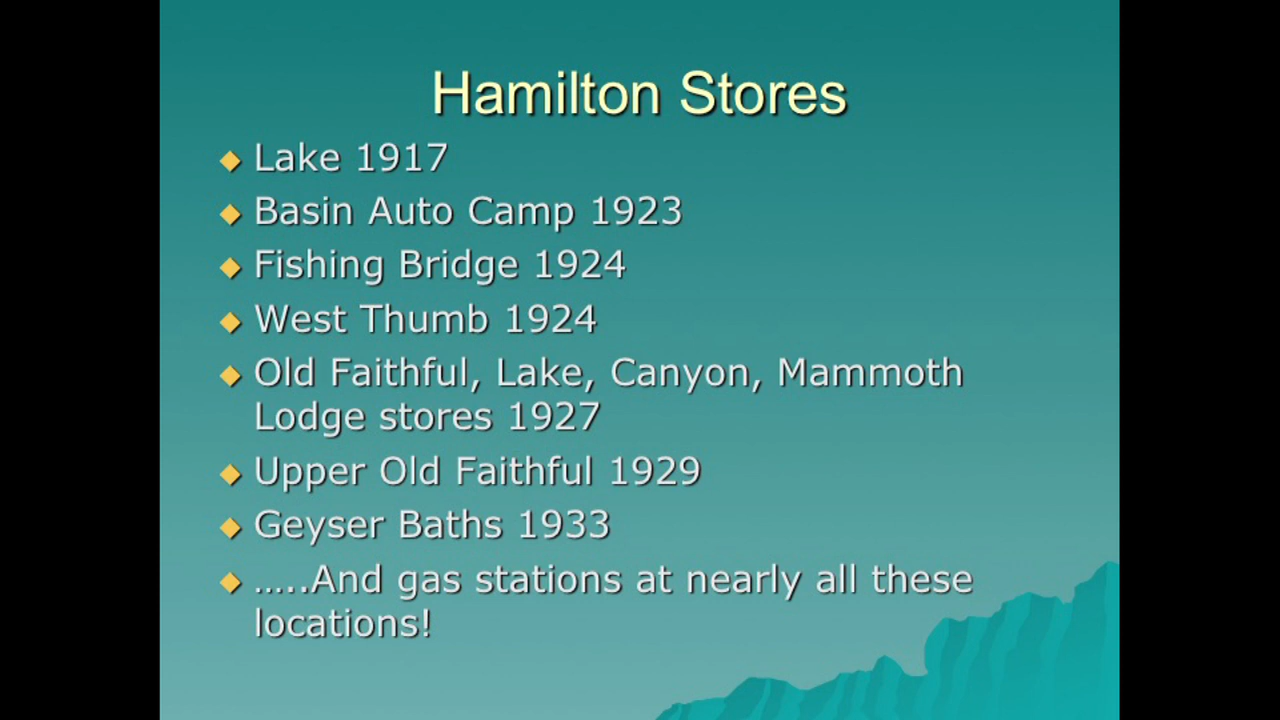 Hamilton Stores
Lake 1917
Basin Auto Camp 1923
Fishing Bridge 1924
West Thumb 1924
Old Faithful, Lake, Canyon, Mammoth
Lodge stores 1927
Upper Old Faithful 1929
Geyser Baths 1933
…..And gas stations at nearly all these
locations!